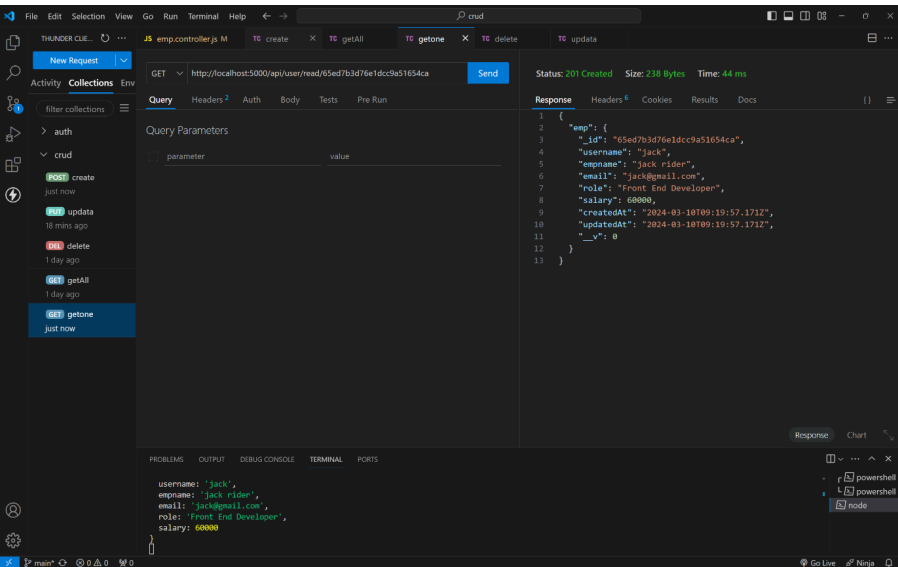 File Edit Selection View Go Run Terminal Help
crud
THUNDER CLIE...
JS emp.controller.js M
TC create
TC getAll
TC getone
TC delete
TC updata
New Request
Activity Collections Env
filter collections
auth
crud
POST create
just now
PUT updata
18 mins ago
DEL delete
1 day ago
GET getAll
1 day ago
GET getone
just now
GET http://localhost:5000/api/user/read/65ed7b3d76e1dcc9a51654ca Send
Query Headers 2 Auth Body Tests Pre Run
Query Parameters
parameter value
Status: 201 Created Size: 238 Bytes Time: 44 ms
Response Headers 6 Cookies Results Docs {}
1 {
2 "emp": {
3 "_id": "65ed7b3d76e1dcc9a51654ca",
4 "username": "jack",
5 "empname": "jack rider",
6 "email": "jack@gmail.com",
7 "role": "Front End Developer",
8 "salary": 60000,
9 "createdAt": "2024-03-10T09:19:57.171Z",
10 "updatedAt": "2024-03-10T09:19:57.171Z",
11 "__v": 0
12 }
13 }
Response Chart
PROBLEMS OUTPUT DEBUG CONSOLE TERMINAL PORTS
username: 'jack',
empname: 'jack rider',
email: 'jack@gmail.com',
role: 'Front End Developer',
salary: 60000
}
powershell
powershell
node
main* 0 0 0 Go Live Ninja